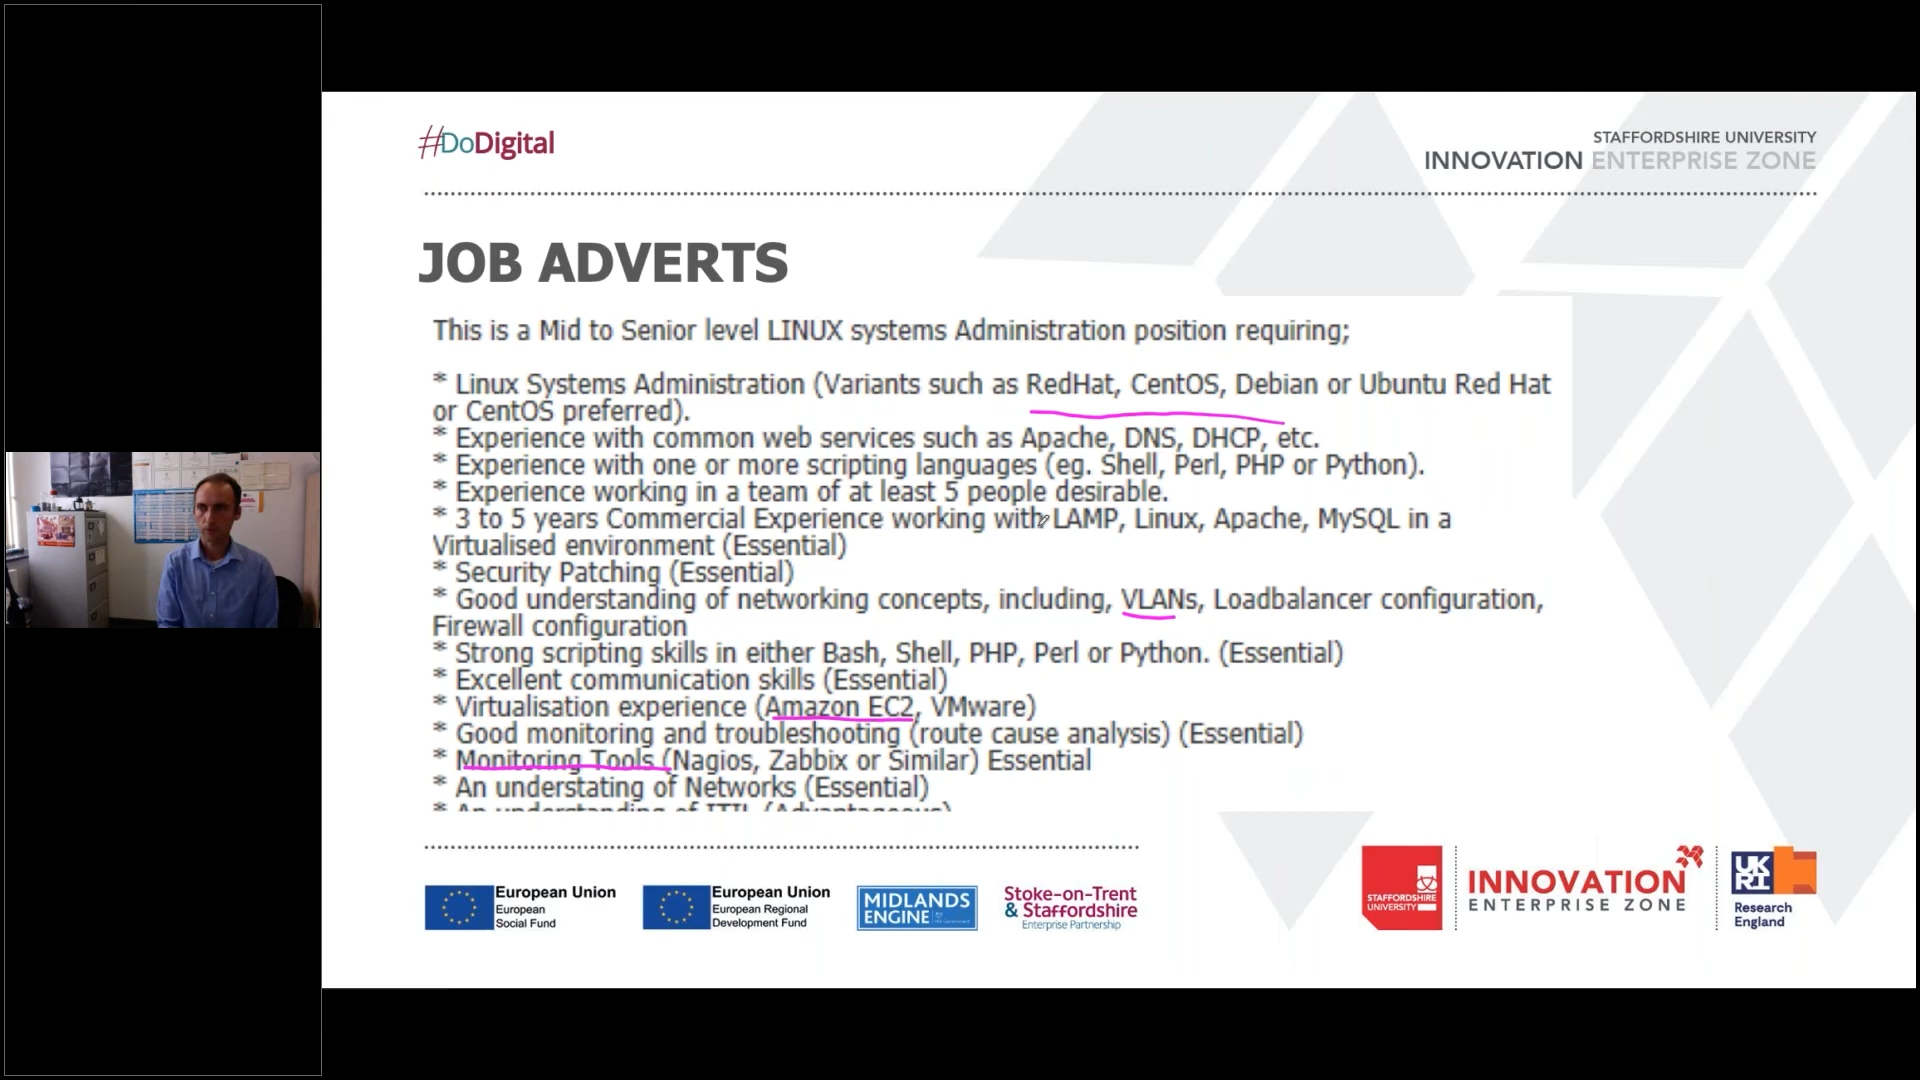 #DoDigital
STAFFORDSHIRE UNIVERSITY
INNOVATION ENTERPRISE ZONE
JOB ADVERTS
This is a Mid to Senior level LINUX systems Administration position requiring;
* Linux Systems Administration (Variants such as RedHat, CentOS, Debian or Ubuntu Red Hat
or CentOS preferred).
* Experience with common web services such as Apache, DNS, DHCP, etc.
* Experience with one or more scripting languages (eg. Shell, Perl, PHP or Python).
* Experience working in a team of at least 5 people desirable.
* 3 to 5 years Commercial Experience working with LAMP, Linux, Apache, MySQL in a
Virtualised environment (Essential)
* Security Patching (Essential)
* Good understanding of networking concepts, including, VLANs, Loadbalancer configuration,
Firewall configuration
* Strong scripting skills in either Bash, Shell, PHP, Perl or Python. (Essential)
* Excellent communication skills (Essential)
* Virtualisation experience (Amazon EC2, VMware)
* Good monitoring and troubleshooting (route cause analysis) (Essential)
* Monitoring Tools (Nagios, Zabbix or Similar) Essential
* An understating of Networks (Essential)
* An understanding of ITIL (Advantageous)
European Union
European
Social Fund
European Union
European Regional
Development Fund
MIDLANDS
ENGINE
Stoke-on-Trent
& Staffordshire
Enterprise Partnership
STAFFORDSHIRE
UNIVERSITY
INNOVATION
ENTERPRISE ZONE
UK
RI
Research
England